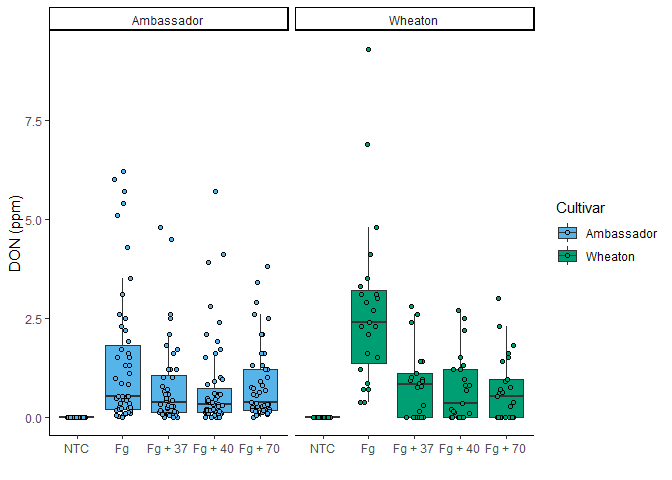 Ambassador
Wheaton
DON (ppm)
7.5
5.0
2.5
0.0
NTC
Fg
Fg + 37
Fg + 40
Fg + 70
NTC
Fg
Fg + 37
Fg + 40
Fg + 70
Cultivar
Ambassador
Wheaton